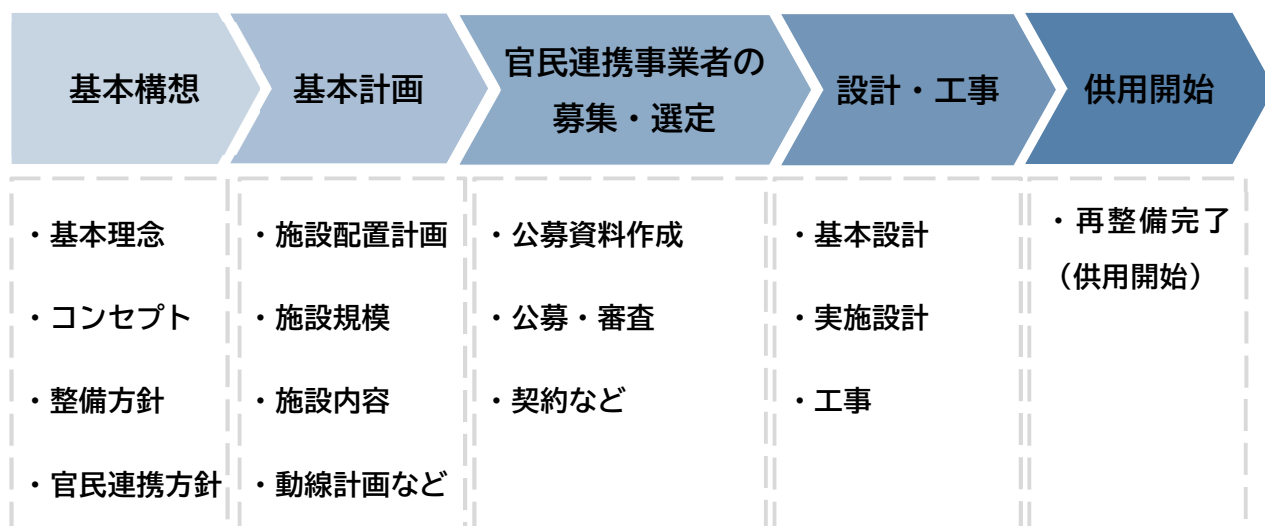 基本構想
基本計画
官民連携事業者の
募集・選定
設計・工事
供用開始
・基本理念
・コンセプト
・整備方針
・官民連携方針
・施設配置計画
・施設規模
・施設内容
・動線計画など
・公募資料作成
・公募・審査
・契約など
・基本設計
・実施設計
・工事
・再整備完了
（供用開始）